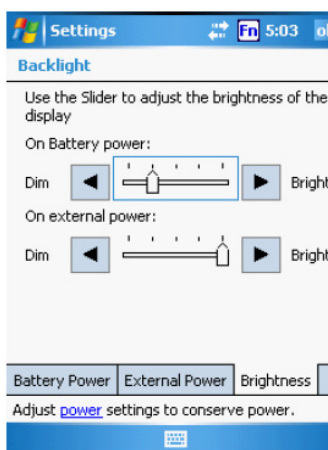 Settings Fn 5:03 ok
Backlight
Use the Slider to adjust the brightness of the
display
On Battery power:
Dim Bright
On external power:
Dim Bright
Battery Power External Power Brightness
Adjust power settings to conserve power.